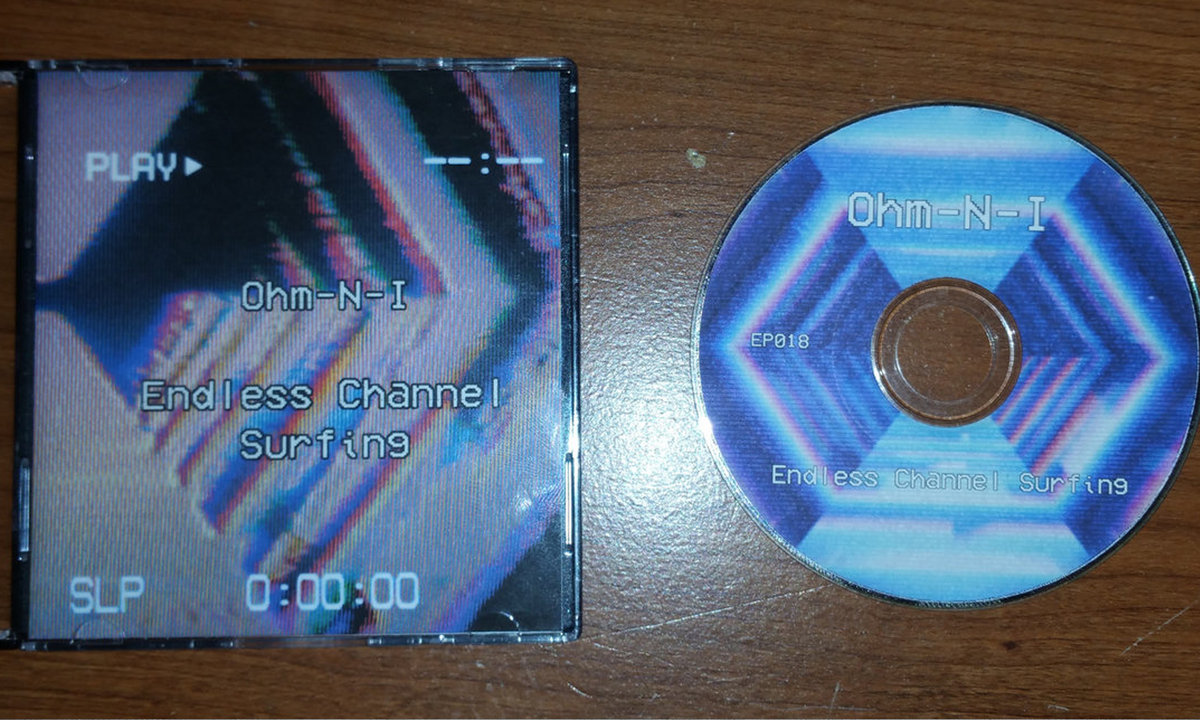 PLAY▶
--:--
Ohm-N-I
Endless Channel
Surfing
SLP
0:00:00
Ohm-N-I
EP018
Endless Channel Surfing